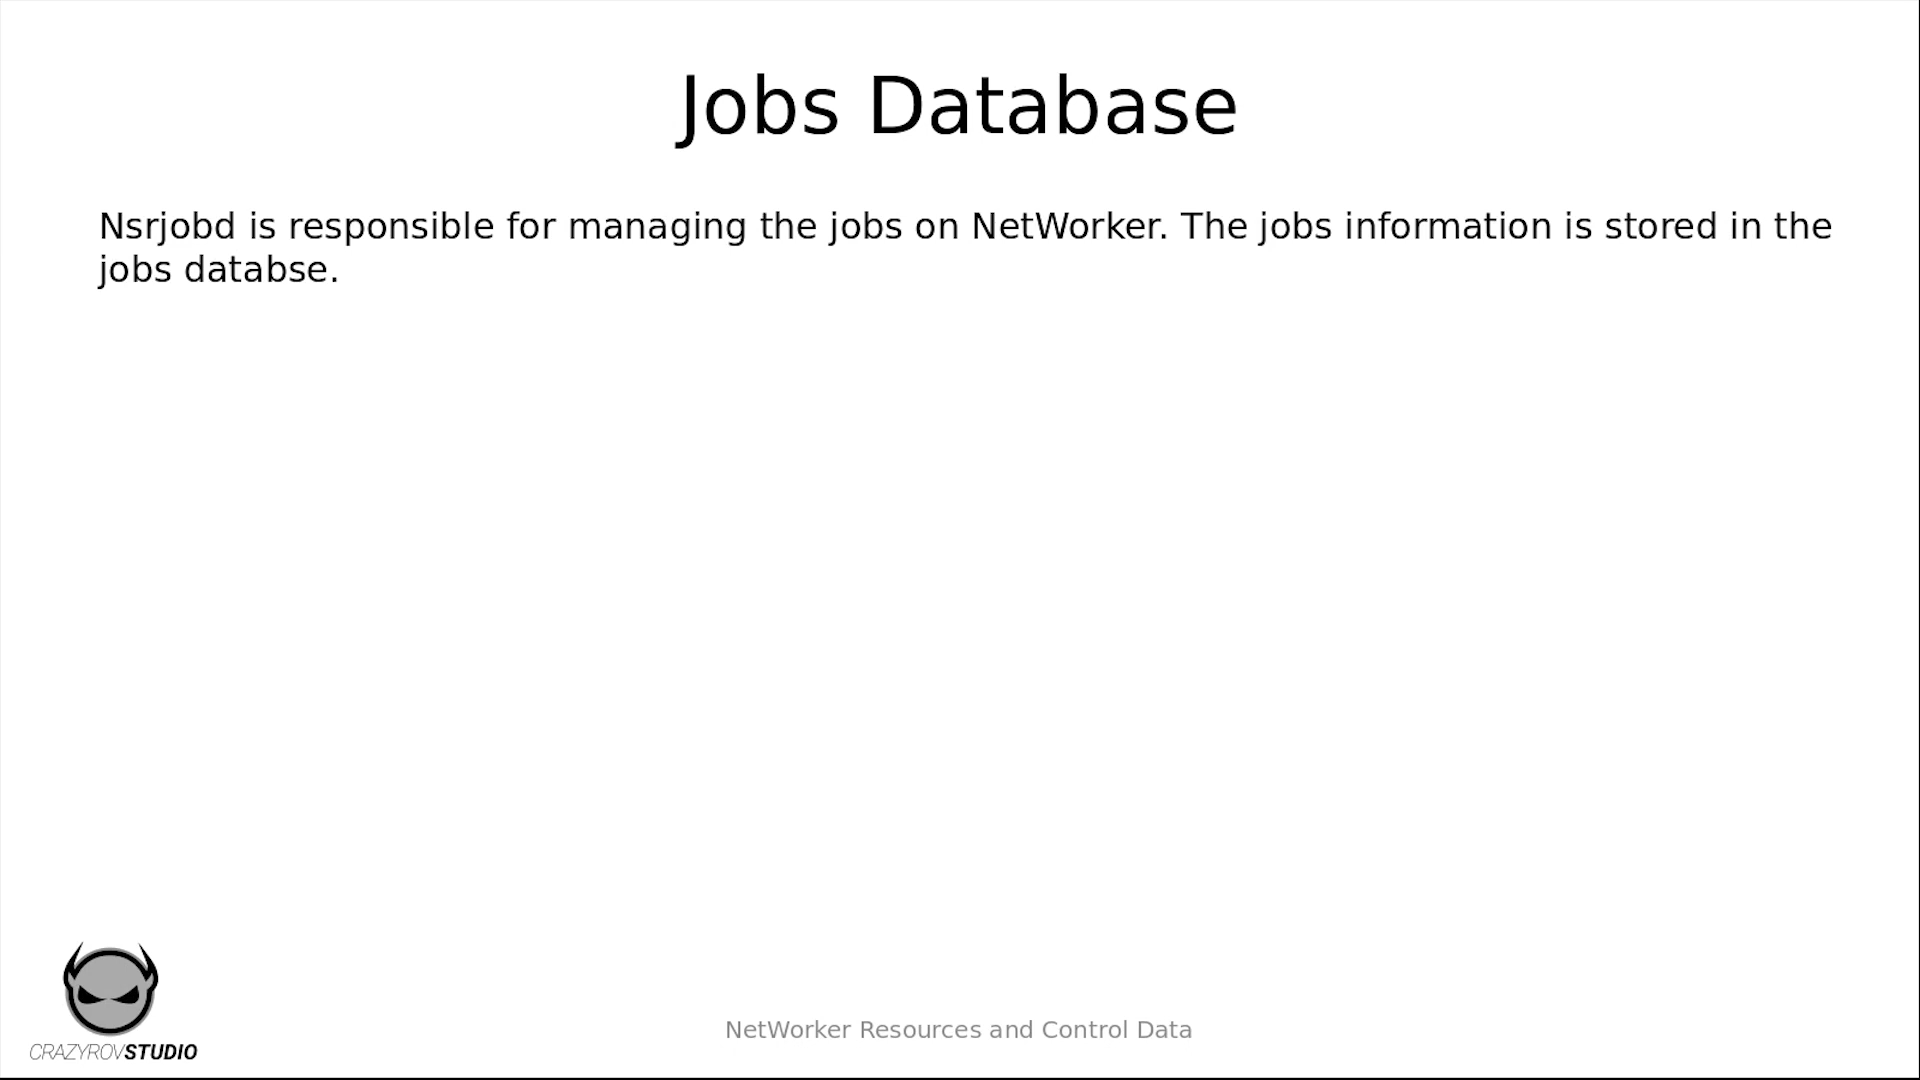 Jobs Database
Nsrjobd is responsible for managing the jobs on NetWorker. The jobs information is stored in the
jobs databse.
NetWorker Resources and Control Data
CRAZYROVSTUDIO